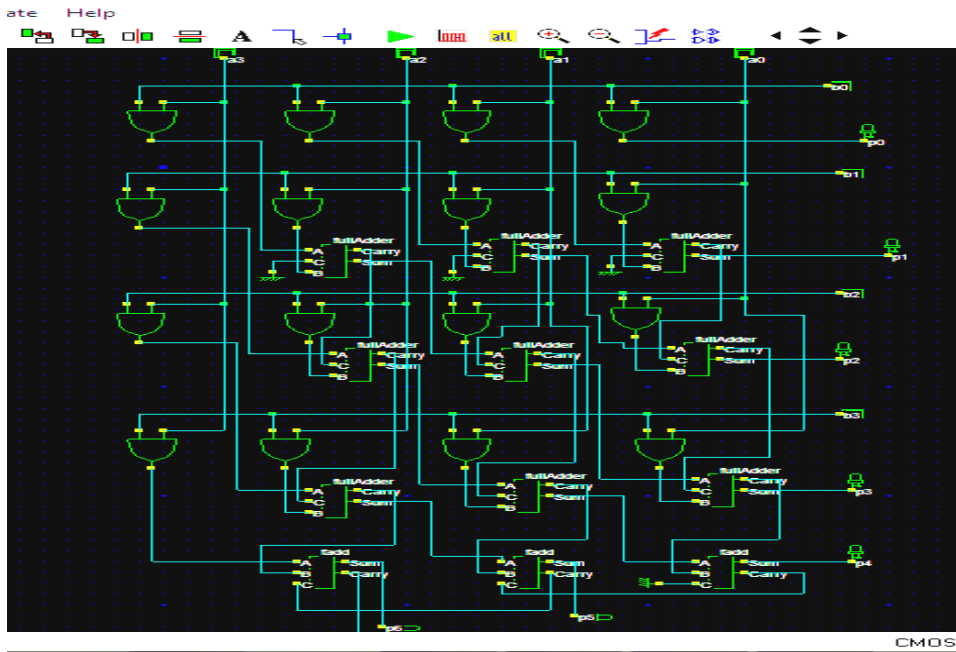 ate Help
A all
a3 a2 a1 a0
b0
p0
b1
fullAdder fullAdder fullAdder
A Carry A Carry A Carry
C Sum C Sum C Sum
B B B
p1
b2
fullAdder fullAdder fullAdder
A Carry A Carry A Carry
C Sum C Sum C Sum
B B B
p2
b3
fullAdder fullAdder fullAdder
A Carry A Carry A Carry
C Sum C Sum C Sum
B B B
p3
fadd fadd fadd
A Sum A Sum A Sum
B Carry B Carry B Carry
C C C
p4
p6 p5
CMOS